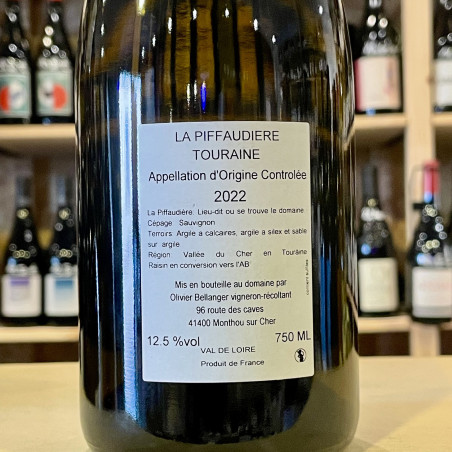 LA PIFFAUDIERE
TOURAINE
Appellation d'Origine Controlée
2022
La Piffaudière: Lieu-dit ou se trouve le domaine
Cépage : Sauvignon
Terroirs: Argile a calcaires, argile a silex et sable
sur argile
Région: Vallée du Cher en Touraine
Raisin en conversion vers l'AB
Mis en bouteille au domaine par
Olivier Bellanger vigneron-récoltant
96 route des caves
41400 Monthou sur Cher
12.5 %vol 750 ML
VAL DE LOIRE
Produit de France